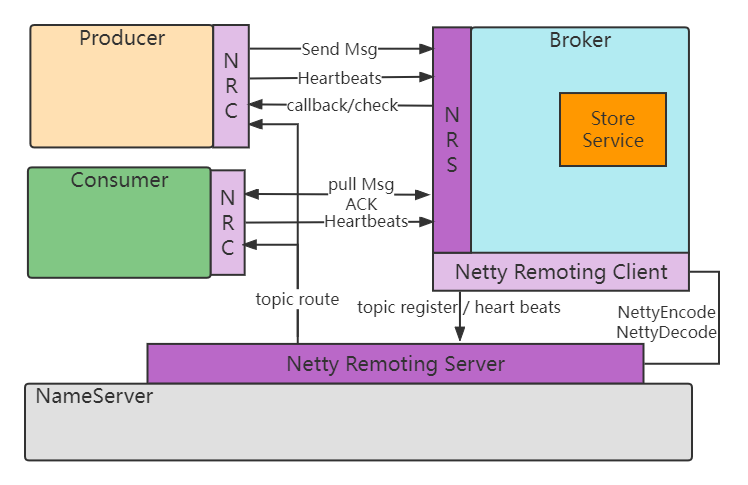 Producer
N
R
C
Send Msg
Heartbeats
callback/check
N
R
S
Broker
Store
Service
Consumer
N
R
C
pull Msg
ACK
Heartbeats
Netty Remoting Client
topic route
topic register / heart beats
NettyEncode
NettyDecode
Netty Remoting Server
NameServer